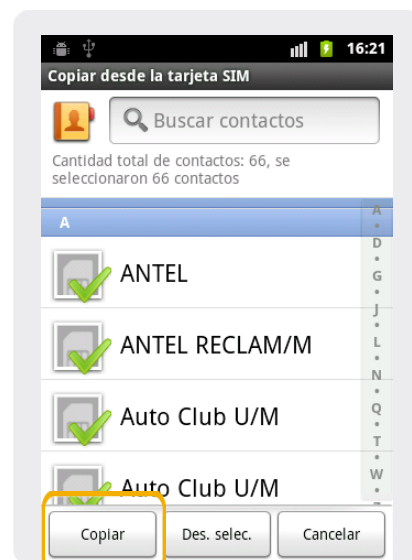 16:21
Copiar desde la tarjeta SIM
Buscar contactos
Cantidad total de contactos: 66, se
seleccionaron 66 contactos
A
A
D
G
J
L
N
Q
T
W
ANTEL
ANTEL RECLAM/M
Auto Club U/M
Auto Club U/M
Copiar
Des. selec.
Cancelar